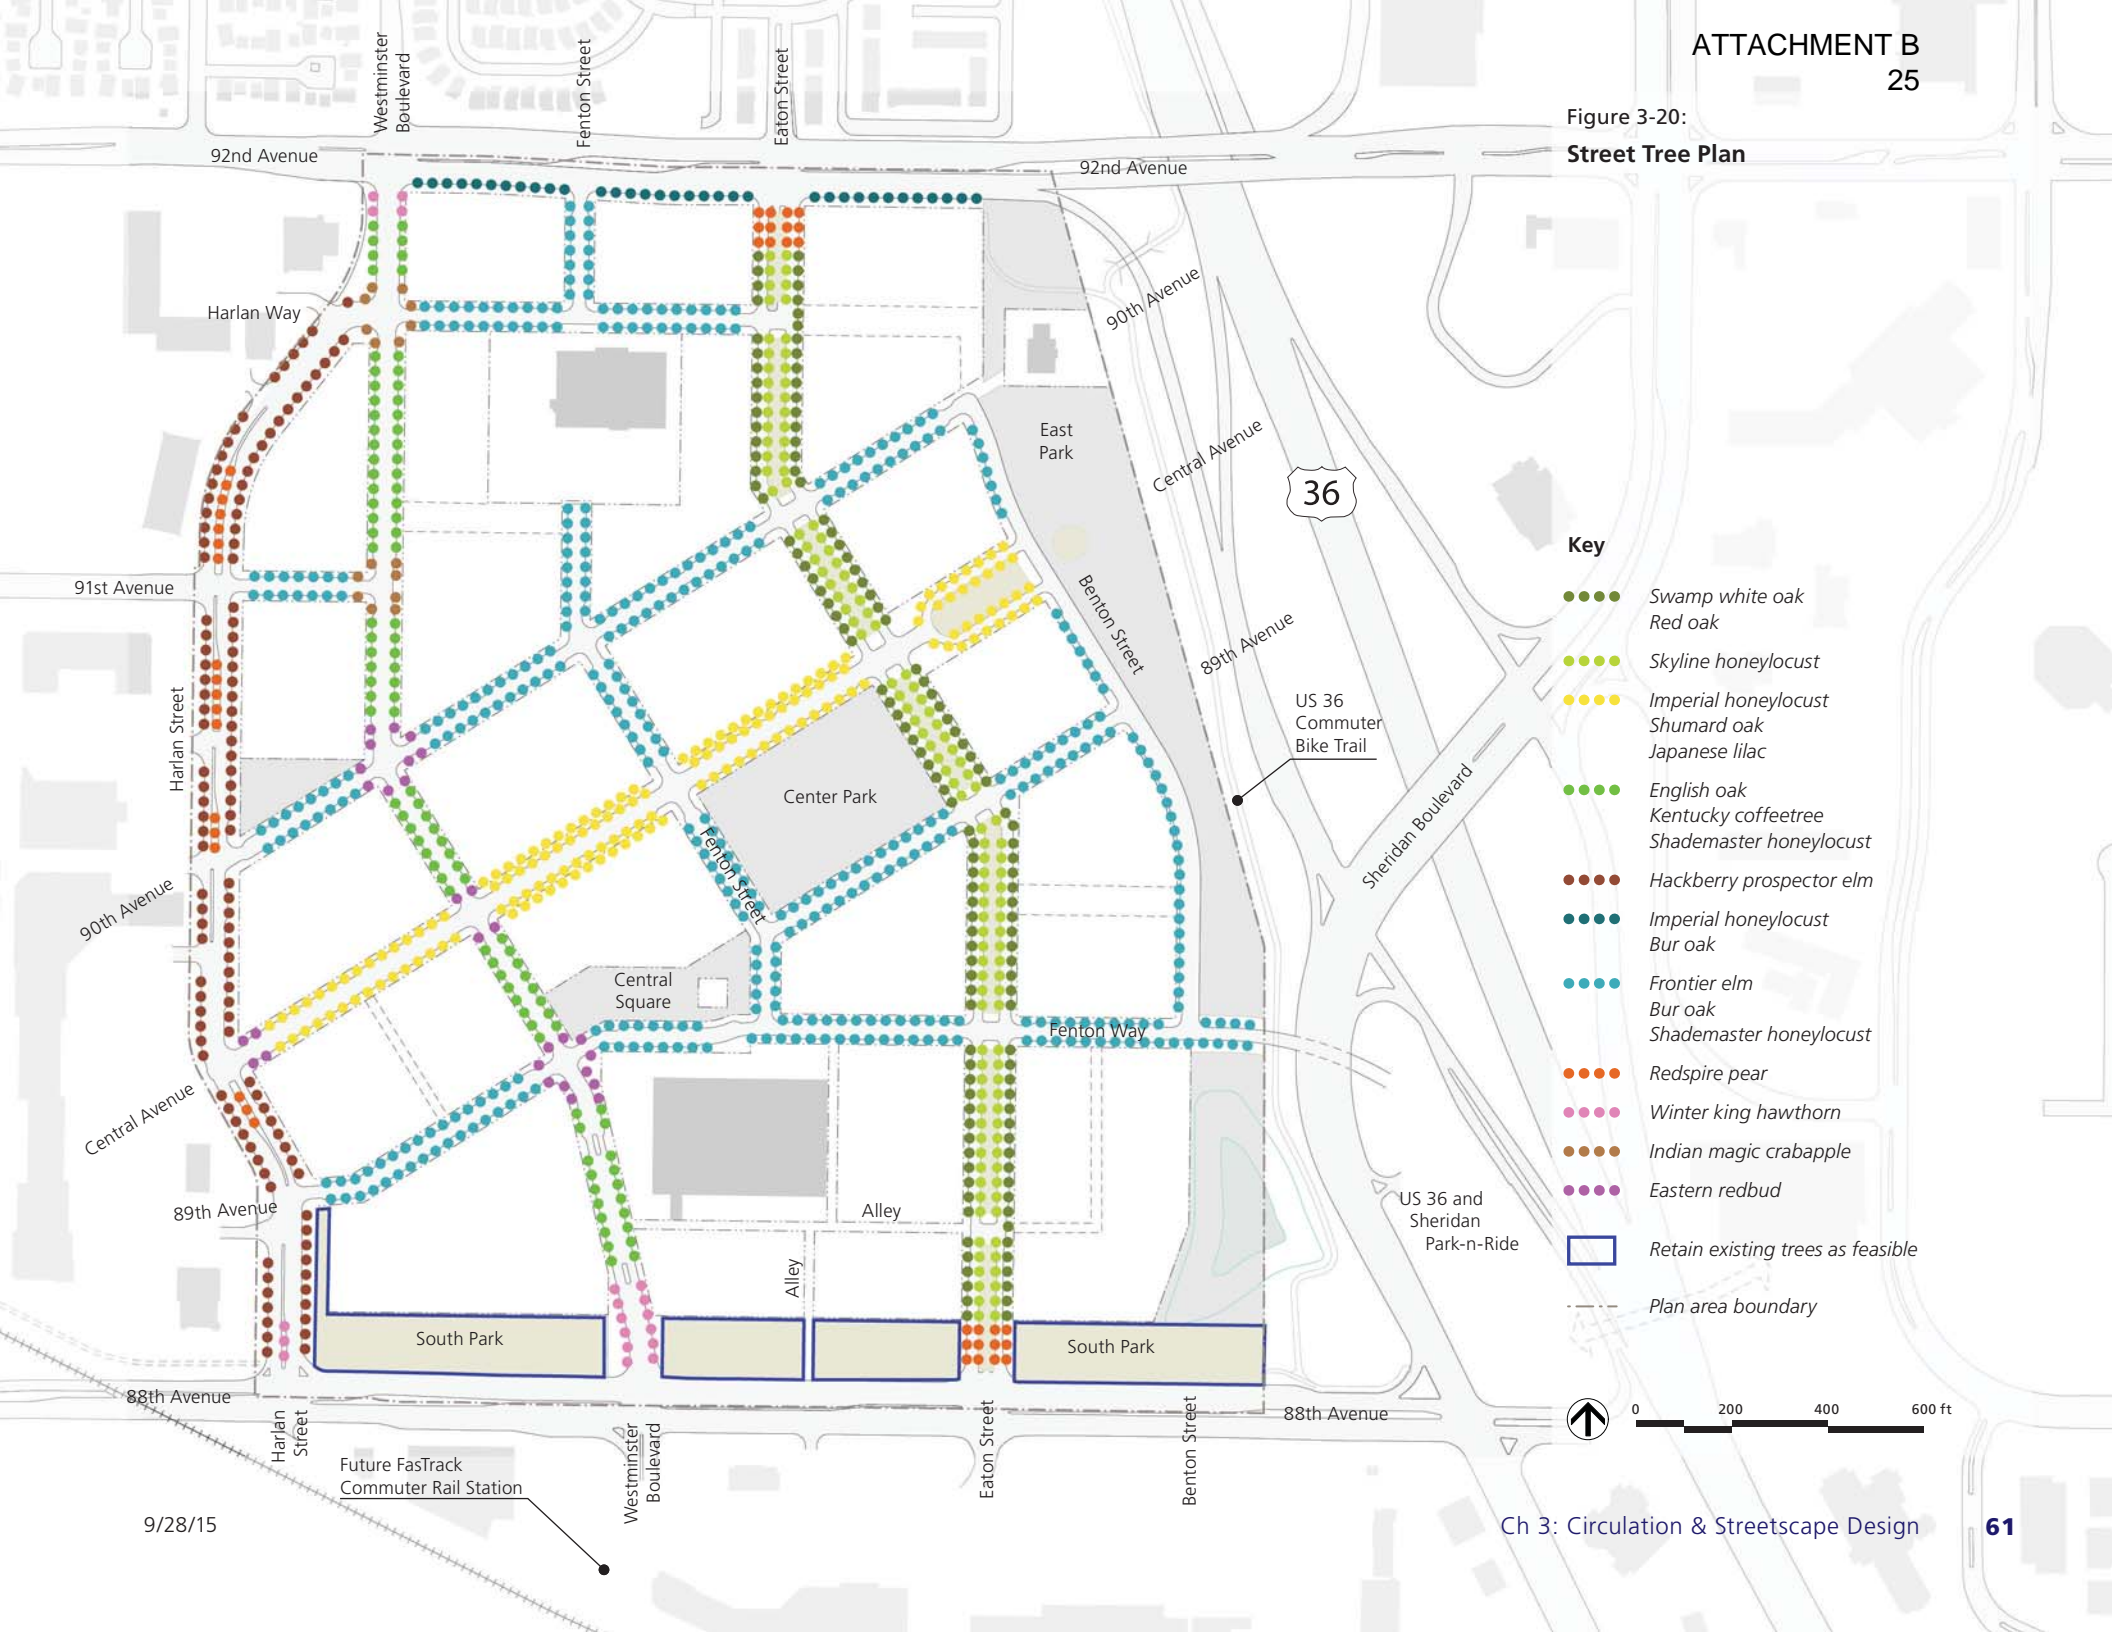 ATTACHMENT B
25
Figure 3-20:
Street Tree Plan
Westminster
Boulevard
Fenton Street
Eaton Street
92nd Avenue
92nd Avenue
Harlan Way
90th Avenue
East
Park
Central Avenue
36
91st Avenue
Benton Street
89th Avenue
Harlan Street
US 36
Commuter
Bike Trail
Center Park
Sheridan Boulevard
Fenton Street
90th Avenue
Central
Square
Fenton Way
Central Avenue
89th Avenue
Alley
Alley
US 36 and
Sheridan
Park-n-Ride
South Park
South Park
88th Avenue
88th Avenue
Harlan
Street
Westminster
Boulevard
Eaton Street
Benton Street
Future FasTrack
Commuter Rail Station
Key
Swamp white oak
Red oak
Skyline honeylocust
Imperial honeylocust
Shumard oak
Japanese lilac
English oak
Kentucky coffeetree
Shademaster honeylocust
Hackberry prospector elm
Imperial honeylocust
Bur oak
Frontier elm
Bur oak
Shademaster honeylocust
Redspire pear
Winter king hawthorn
Indian magic crabapple
Eastern redbud
Retain existing trees as feasible
Plan area boundary
0 200 400 600 ft
9/28/15
Ch 3: Circulation & Streetscape Design 61